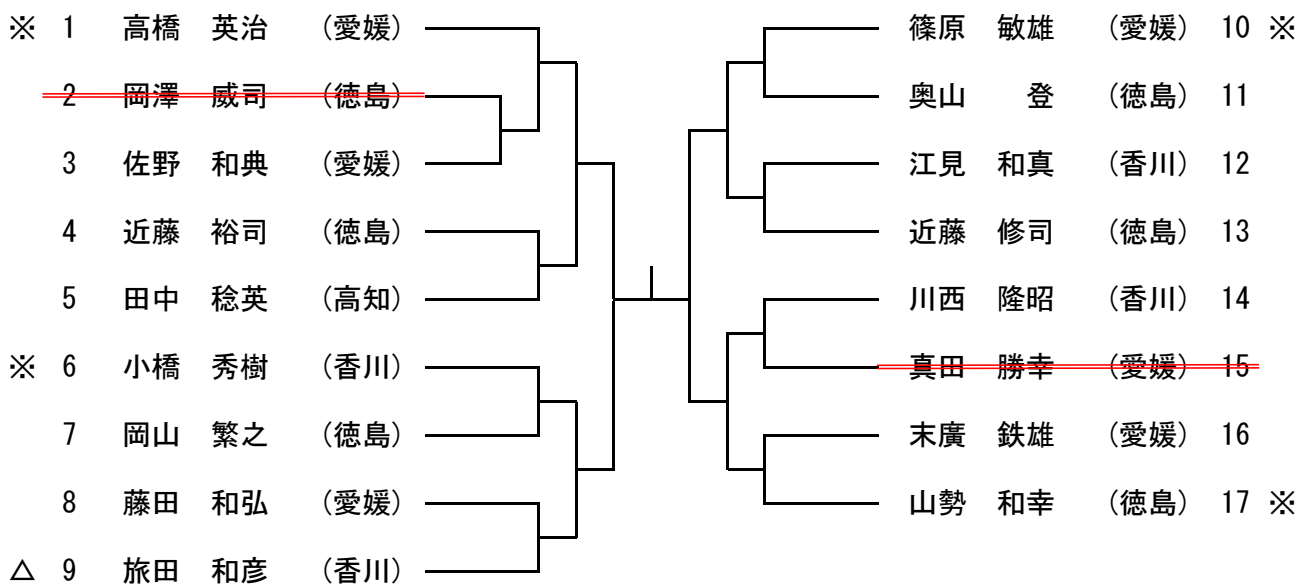 ※ 1 高橋 英治 (愛媛)
2 岡澤 威司 (徳島)
3 佐野 和典 (愛媛)
4 近藤 裕司 (徳島)
5 田中 稔英 (高知)
※ 6 小橋 秀樹 (香川)
7 岡山 繁之 (徳島)
8 藤田 和弘 (愛媛)
△ 9 旅田 和彦 (香川)
篠原 敏雄 (愛媛) 10 ※
奥山 登 (徳島) 11
江見 和真 (香川) 12
近藤 修司 (徳島) 13
川西 隆昭 (香川) 14
真田 勝幸 (愛媛) 15
末廣 鉄雄 (愛媛) 16
山勢 和幸 (徳島) 17 ※